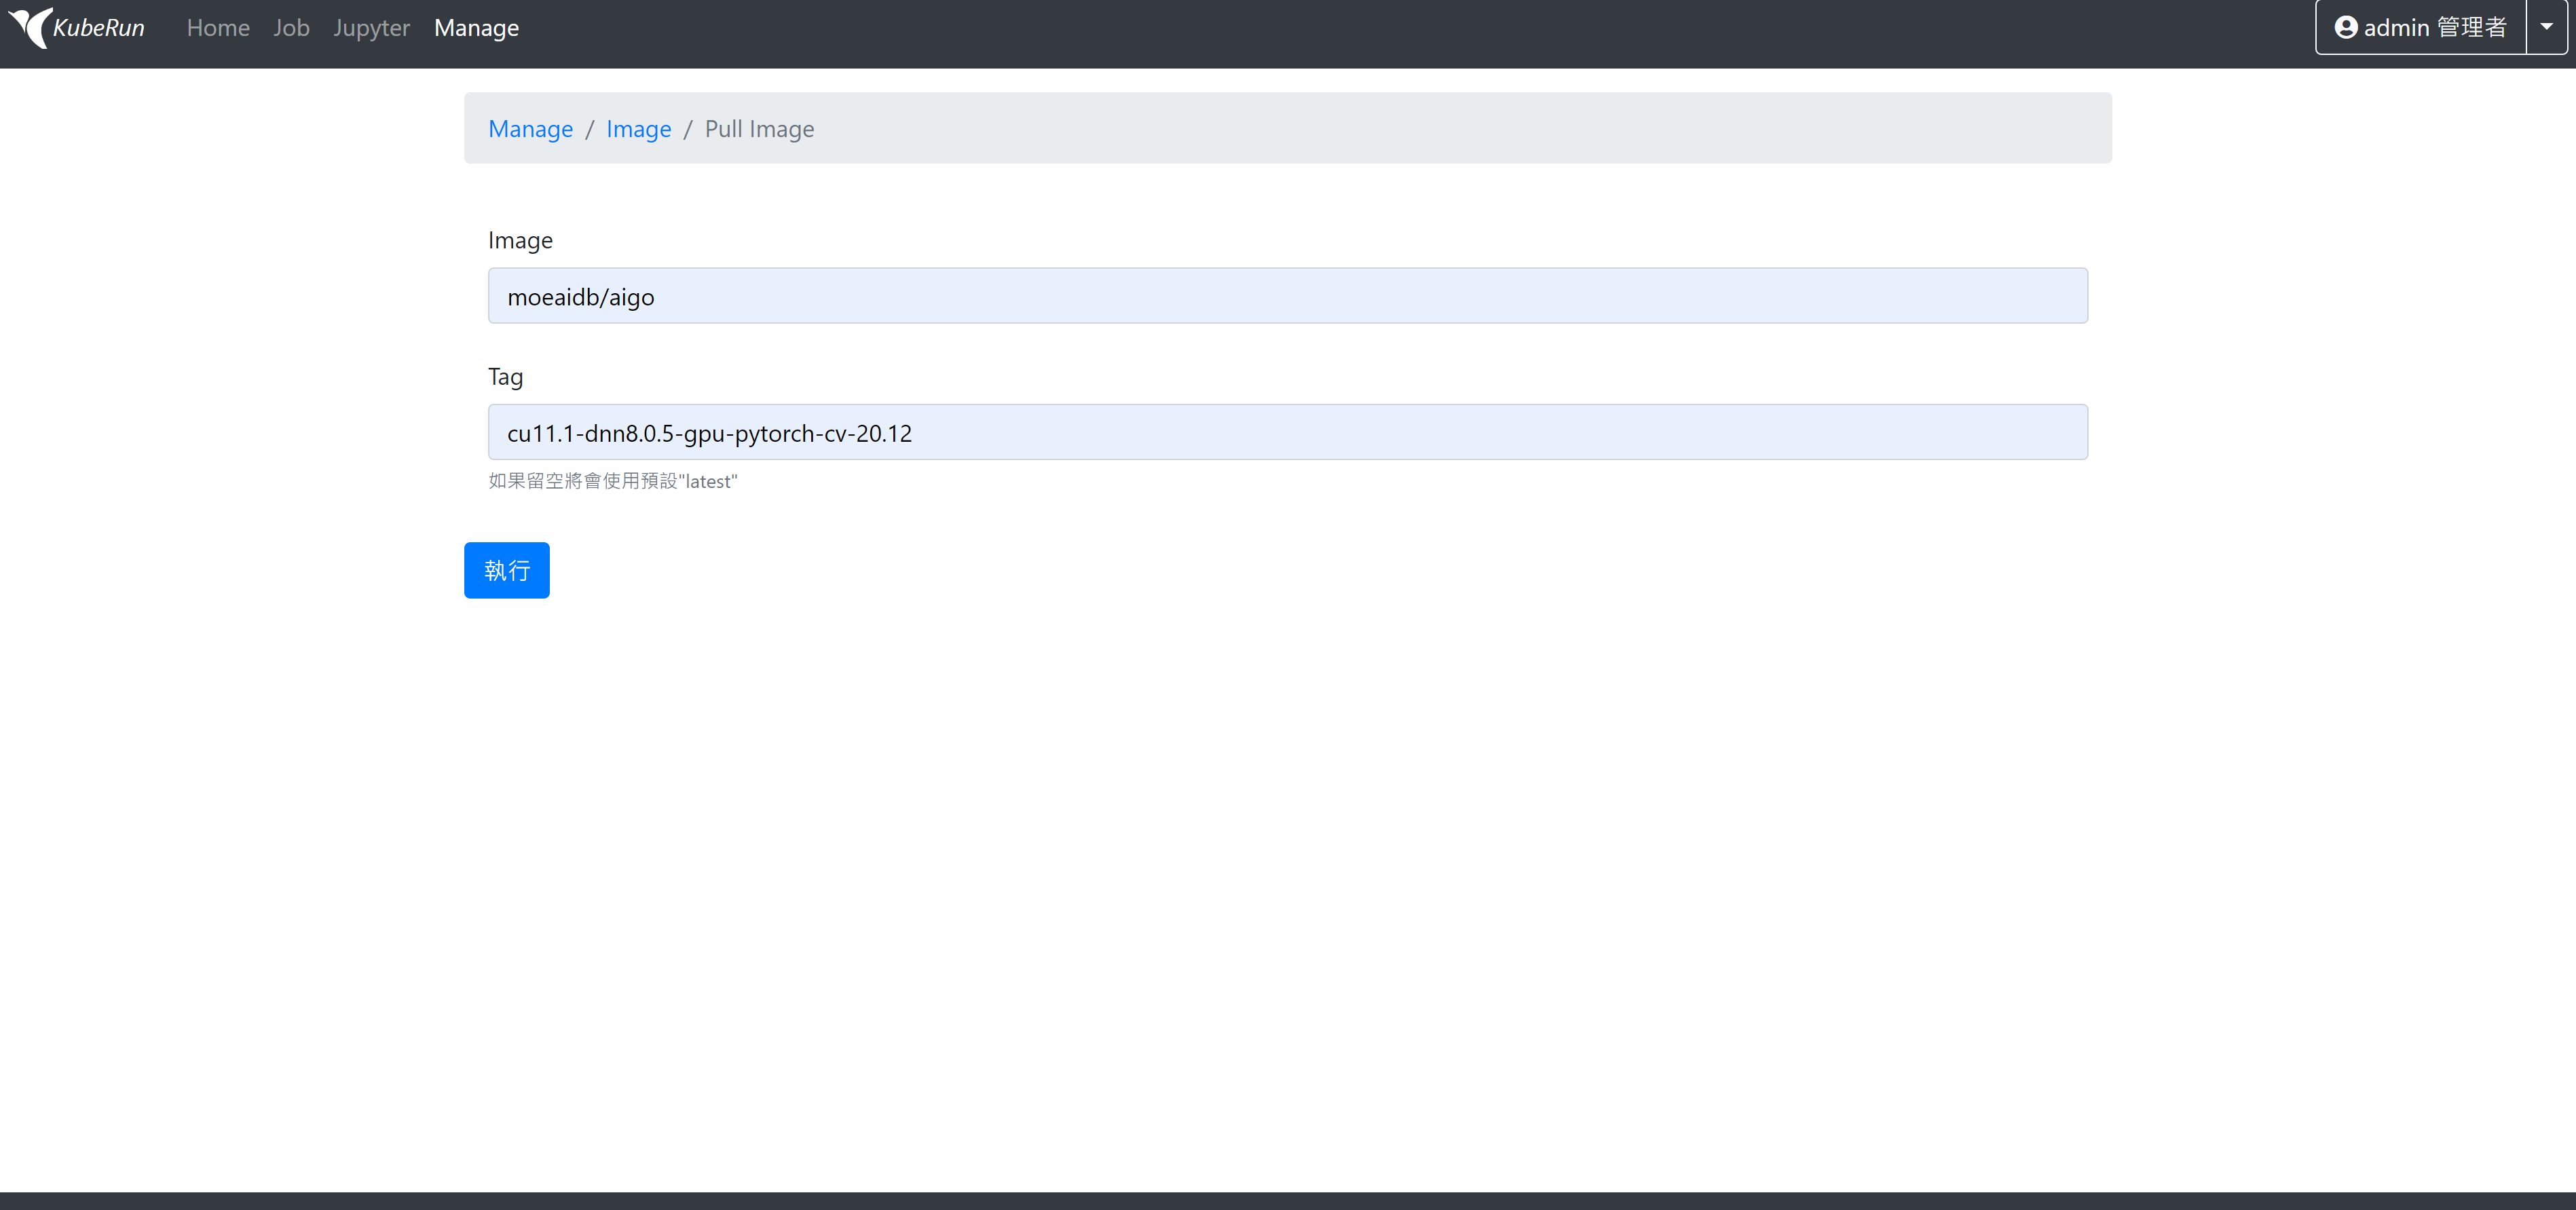 KubeRun Home Job Jupyter Manage admin 管理者
Manage / Image / Pull Image
Image
moeaidb/aigo
Tag
cu11.1-dnn8.0.5-gpu-pytorch-cv-20.12
如果留空將會使用預設"latest"
執行